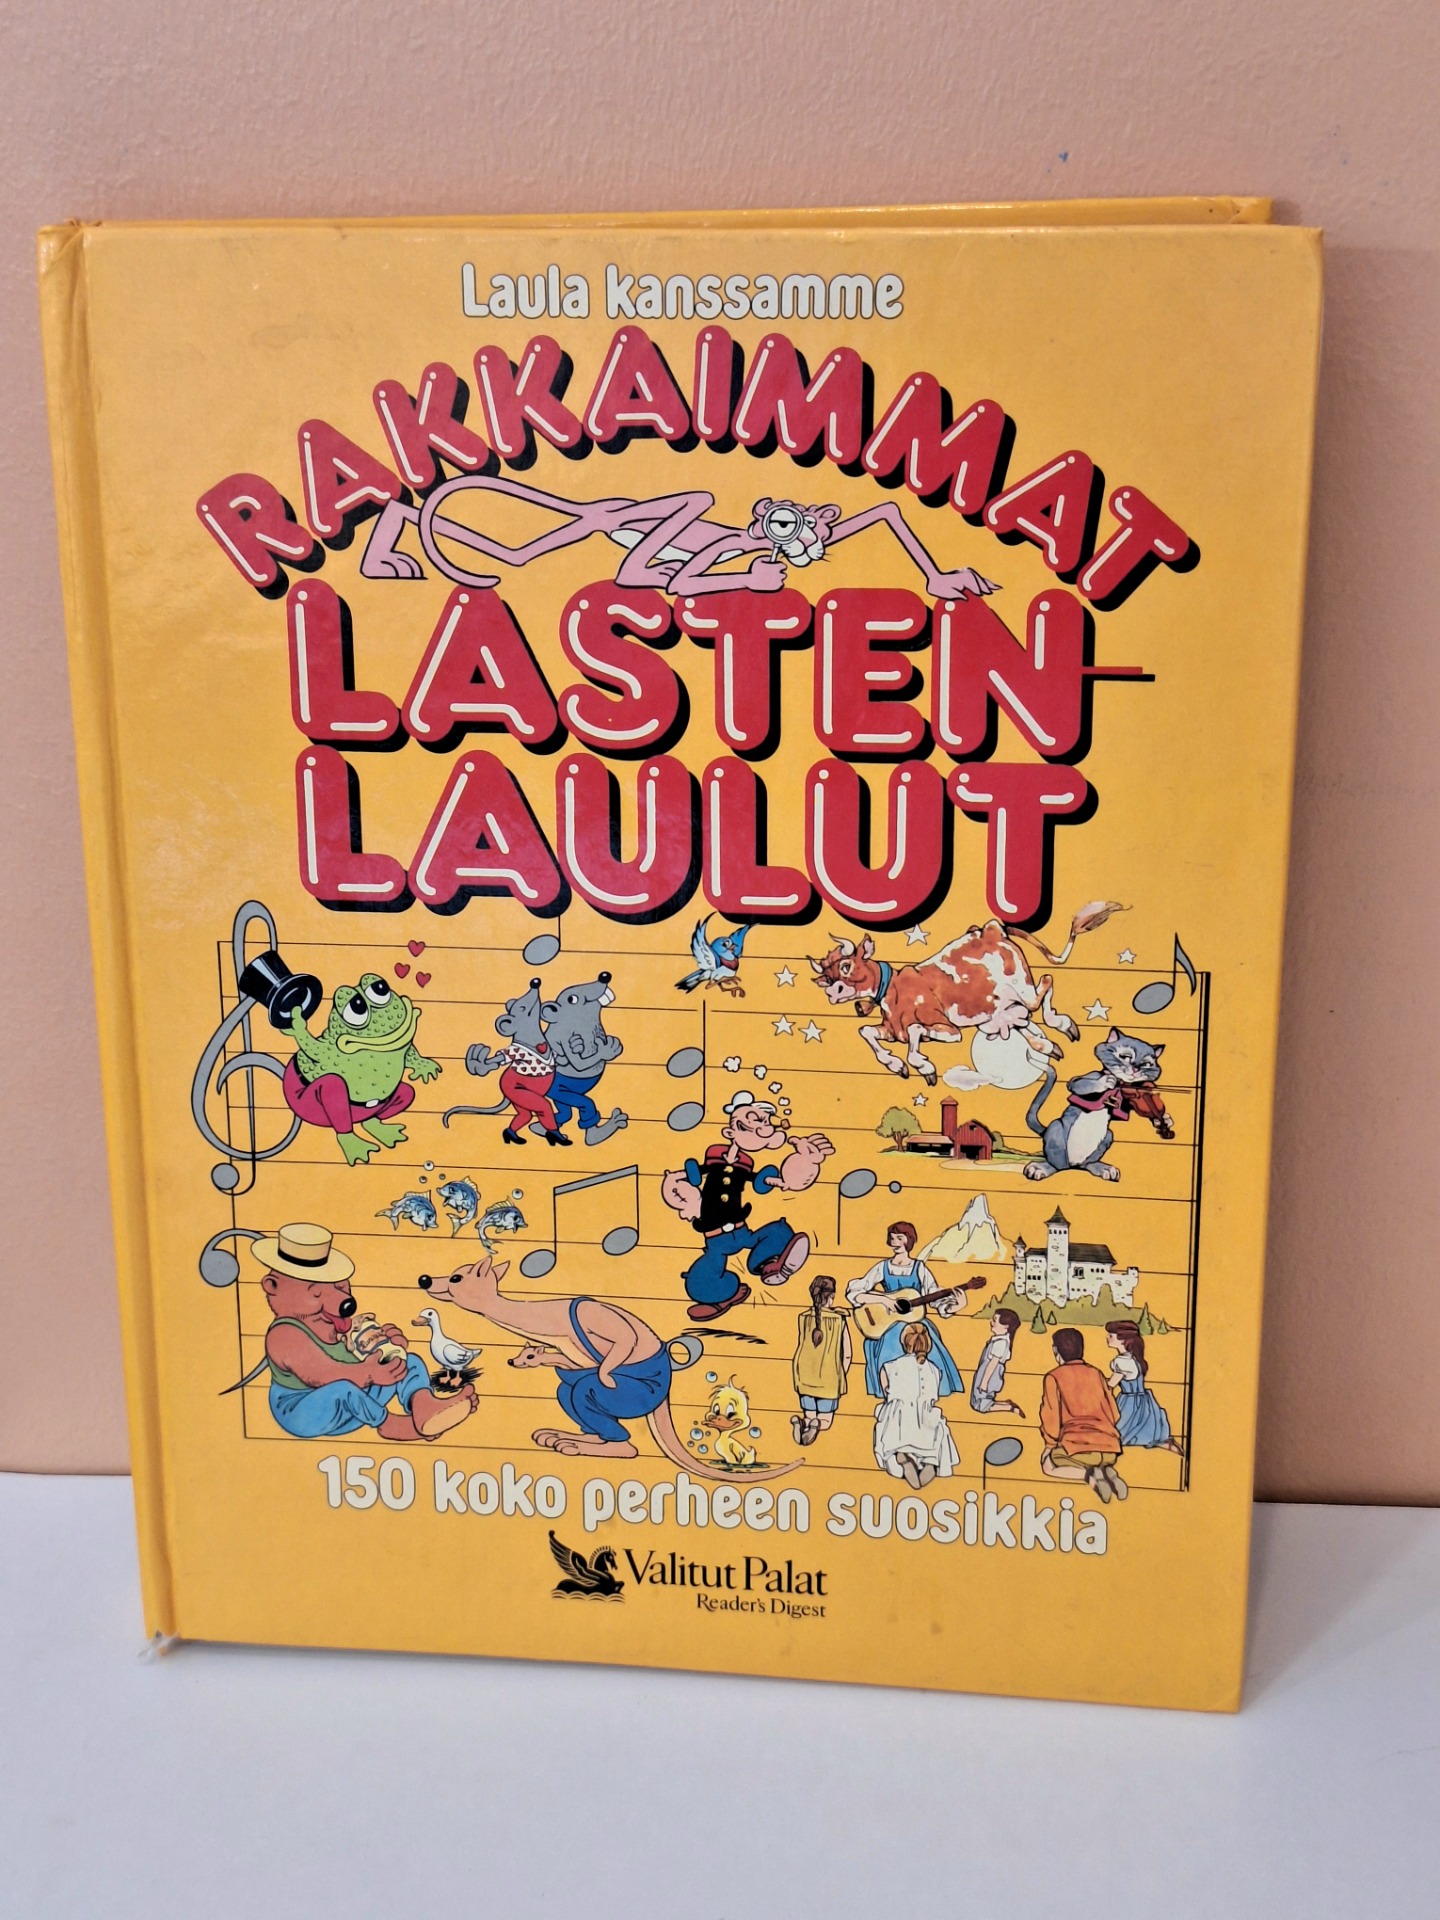 Laula kanssamme
RAKKAIMMAT
LASTEN-
LAULUT
150 koko perheen suosikkia
Valitut Palat
Reader's Digest